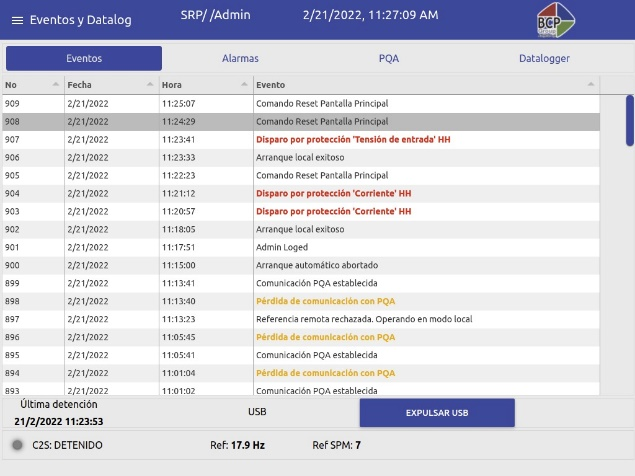 Eventos y Datalog
SRP/ /Admin
2/21/2022, 11:27:09 AM
BCP
Eventos Alarmas PQA Datalogger
No Fecha Hora Evento
909 2/21/2022 11:25:07 Comando Reset Pantalla Principal
908 2/21/2022 11:24:29 Comando Reset Pantalla Principal
907 2/21/2022 11:23:41 Disparo por protección 'Tensión de entrada' HH
906 2/21/2022 11:23:33 Arranque local exitoso
905 2/21/2022 11:22:23 Comando Reset Pantalla Principal
904 2/21/2022 11:21:12 Disparo por protección 'Corriente' HH
903 2/21/2022 11:20:57 Disparo por protección 'Corriente' HH
902 2/21/2022 11:18:05 Arranque local exitoso
901 2/21/2022 11:17:51 Admin Loged
900 2/21/2022 11:15:00 Arranque automático abortado
899 2/21/2022 11:13:41 Comunicación PQA establecida
898 2/21/2022 11:13:40 Pérdida de comunicación con PQA
897 2/21/2022 11:13:23 Referencia remota rechazada. Operando en modo local
896 2/21/2022 11:05:45 Pérdida de comunicación con PQA
895 2/21/2022 11:05:41 Comunicación PQA establecida
894 2/21/2022 11:01:04 Pérdida de comunicación con PQA
893 2/21/2022 11:01:02 Comunicación PQA establecida
Última detención
21/2/2022 11:23:53
USB
EXPULSAR USB
C2S: DETENIDO Ref: 17.9 Hz Ref SPM: 7